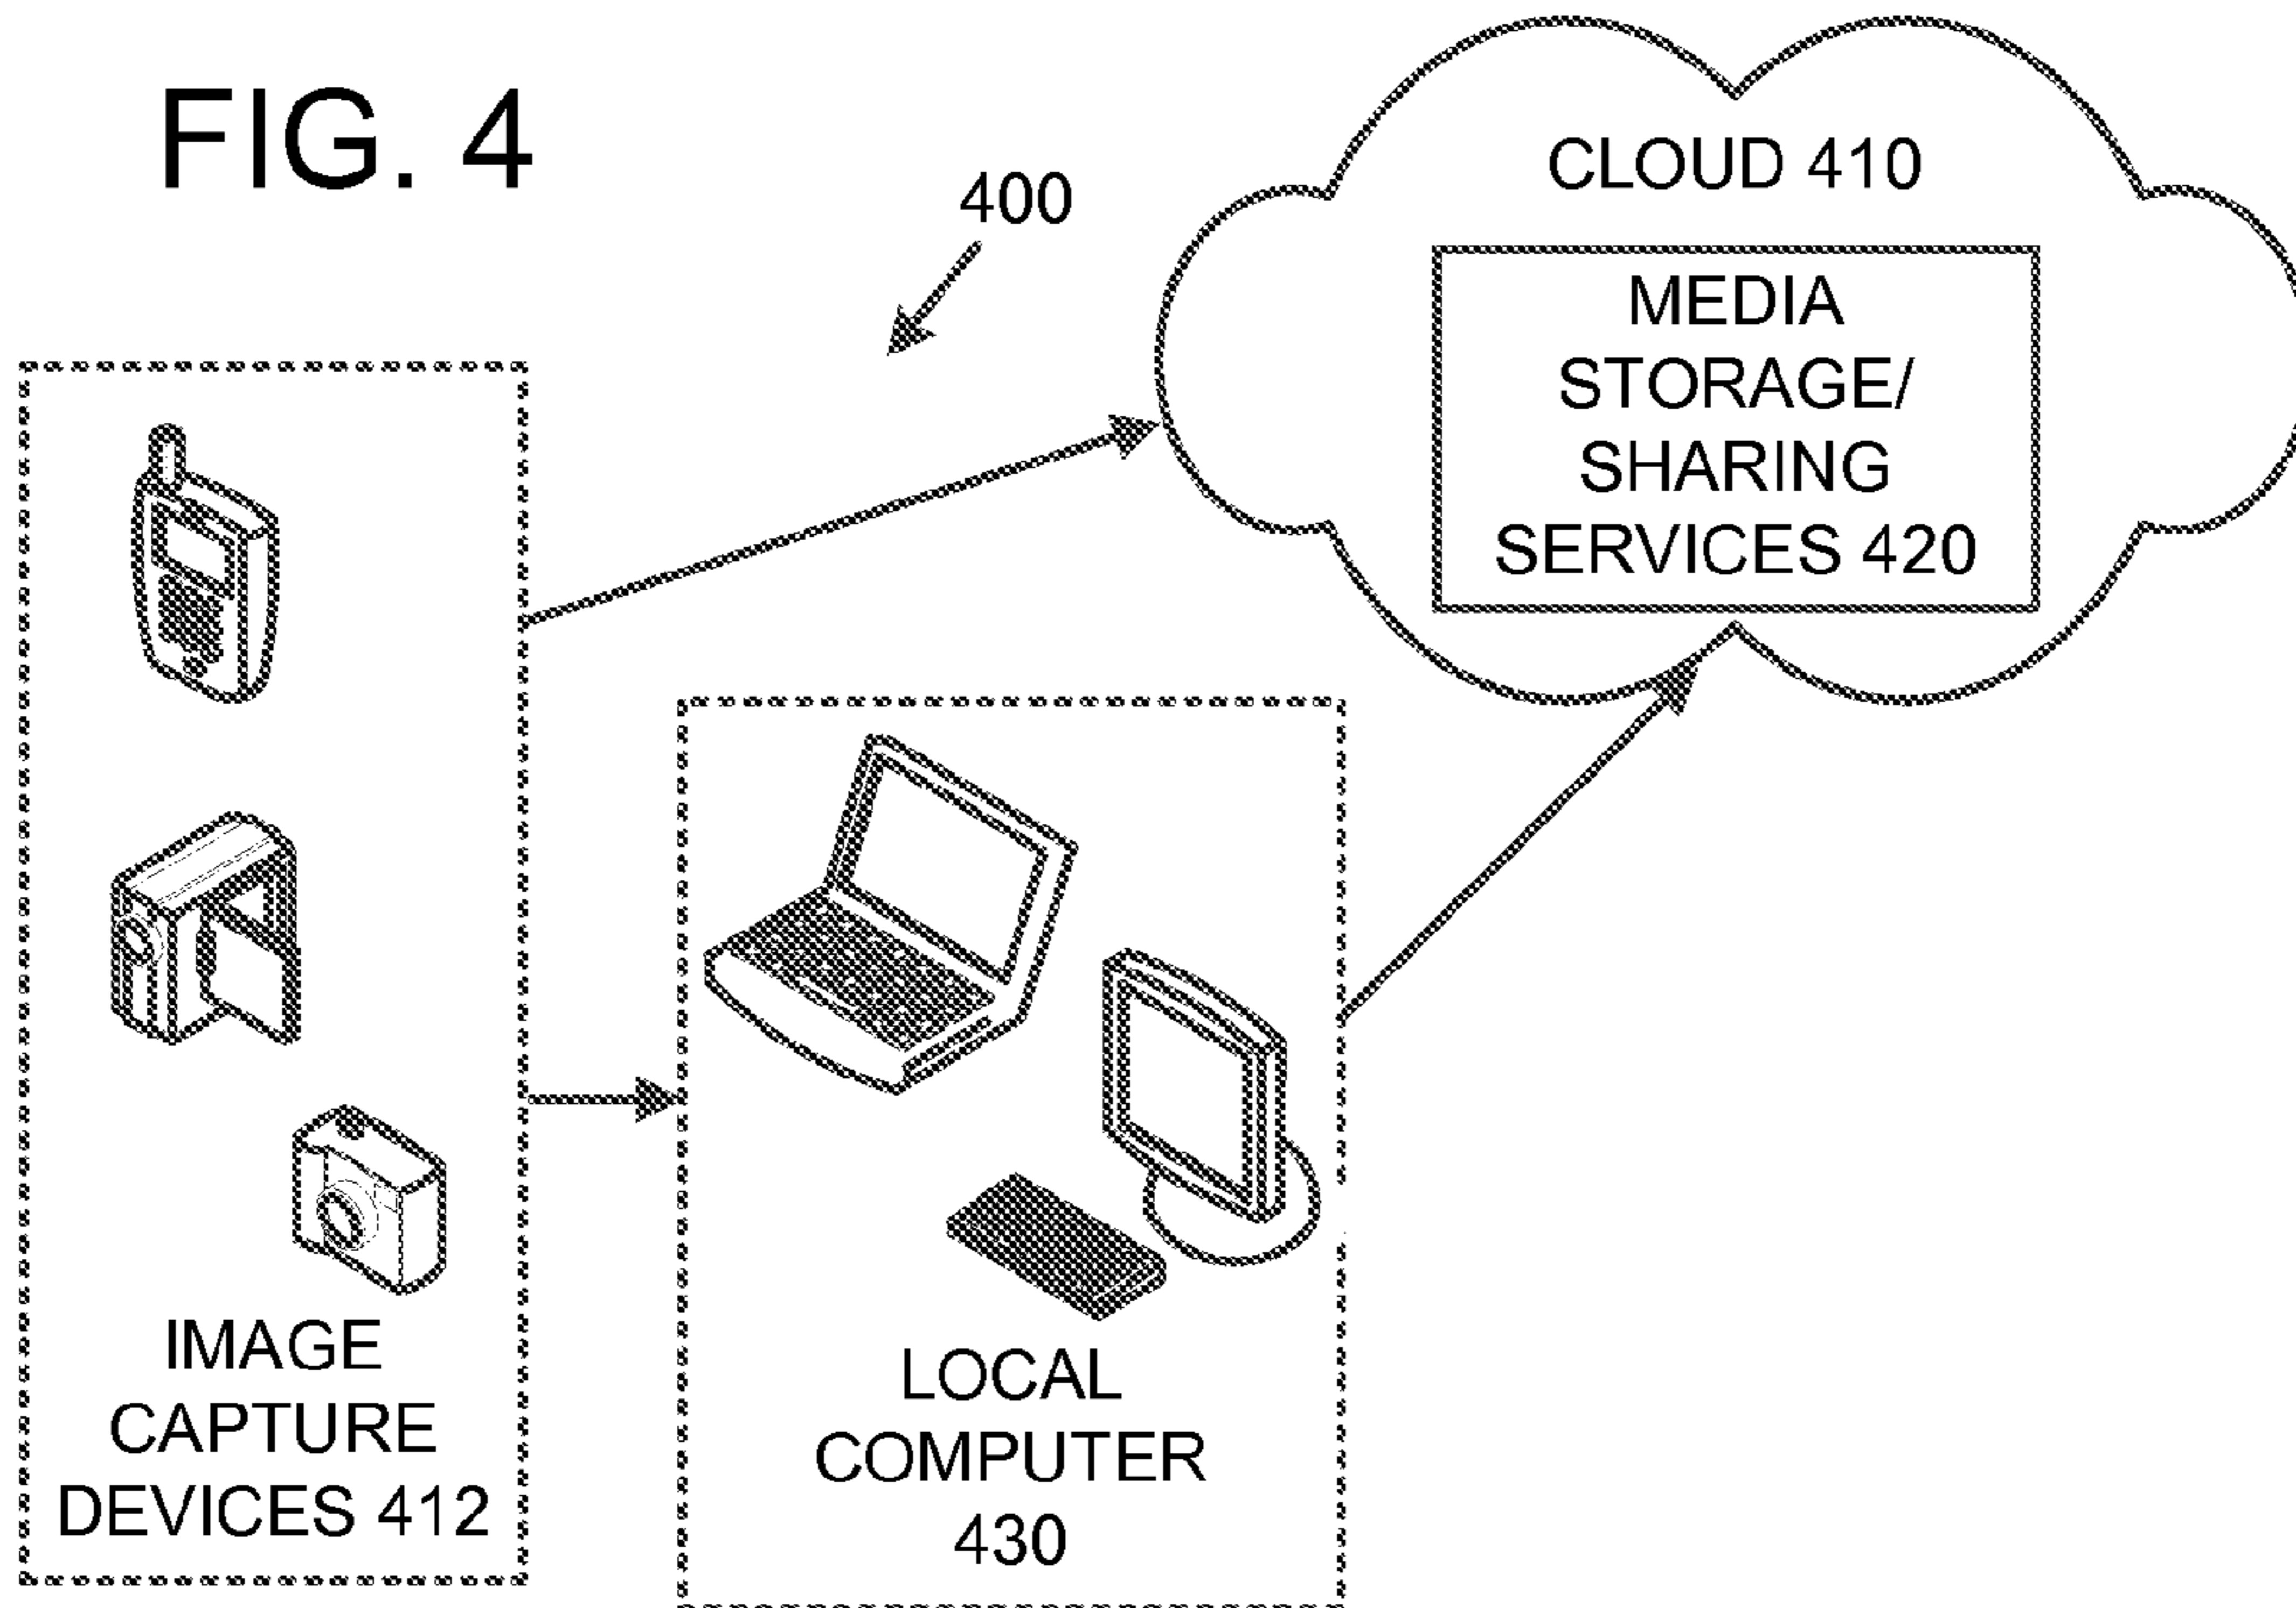 FIG. 4
400
CLOUD 410
MEDIA
STORAGE/
SHARING
SERVICES 420
IMAGE
CAPTURE
DEVICES 412
LOCAL
COMPUTER
430